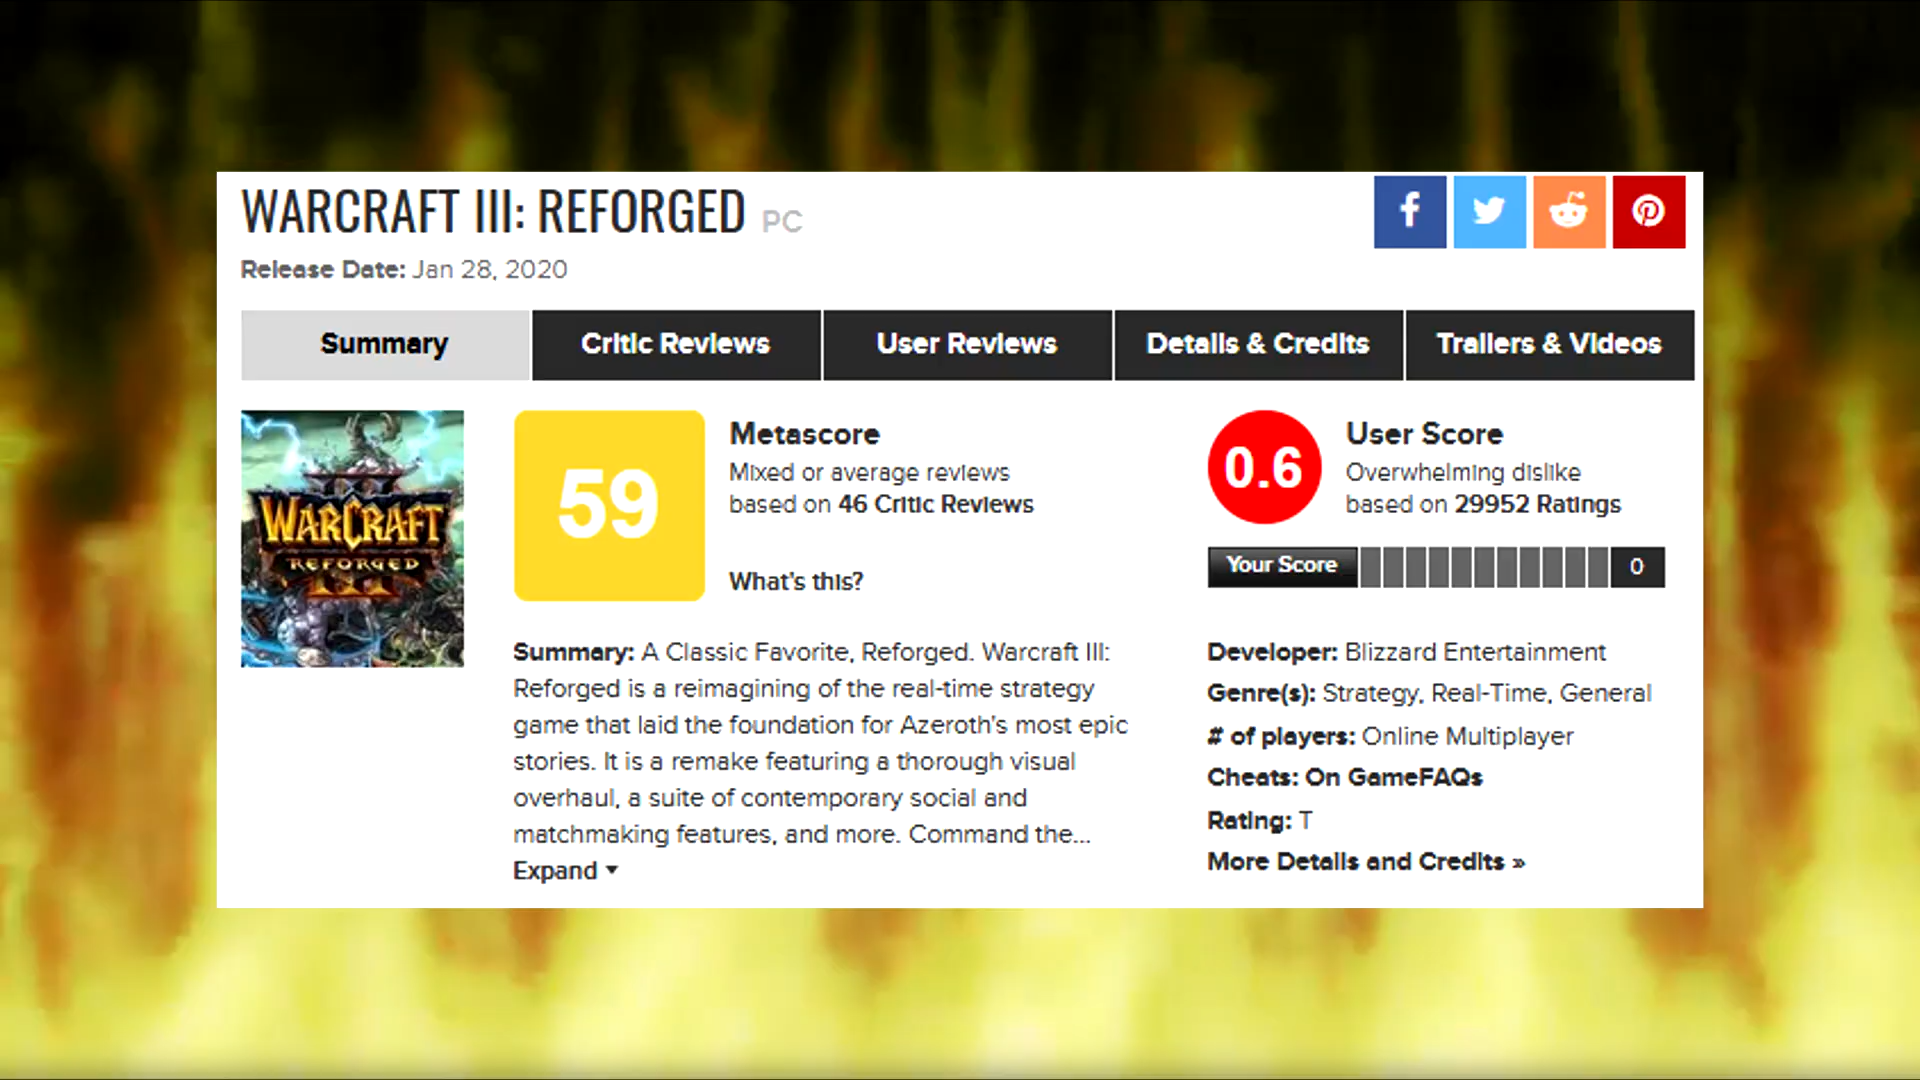 WARCRAFT III: REFORGED PC
Release Date: Jan 28, 2020
Summary
Critic Reviews
User Reviews
Details & Credits
Trailers & Videos
WARCRAFT
REFORGED
III
59
Metascore
Mixed or average reviews
based on 46 Critic Reviews
What's this?
0.6
User Score
Overwhelming dislike
based on 29952 Ratings
Your Score
0
Summary: A Classic Favorite, Reforged. Warcraft III:
Reforged is a reimagining of the real-time strategy
game that laid the foundation for Azeroth's most epic
stories. It is a remake featuring a thorough visual
overhaul, a suite of contemporary social and
matchmaking features, and more. Command the...
Expand
Developer: Blizzard Entertainment
Genre(s): Strategy, Real-Time, General
# of players: Online Multiplayer
Cheats: On GameFAQs
Rating: T
More Details and Credits »